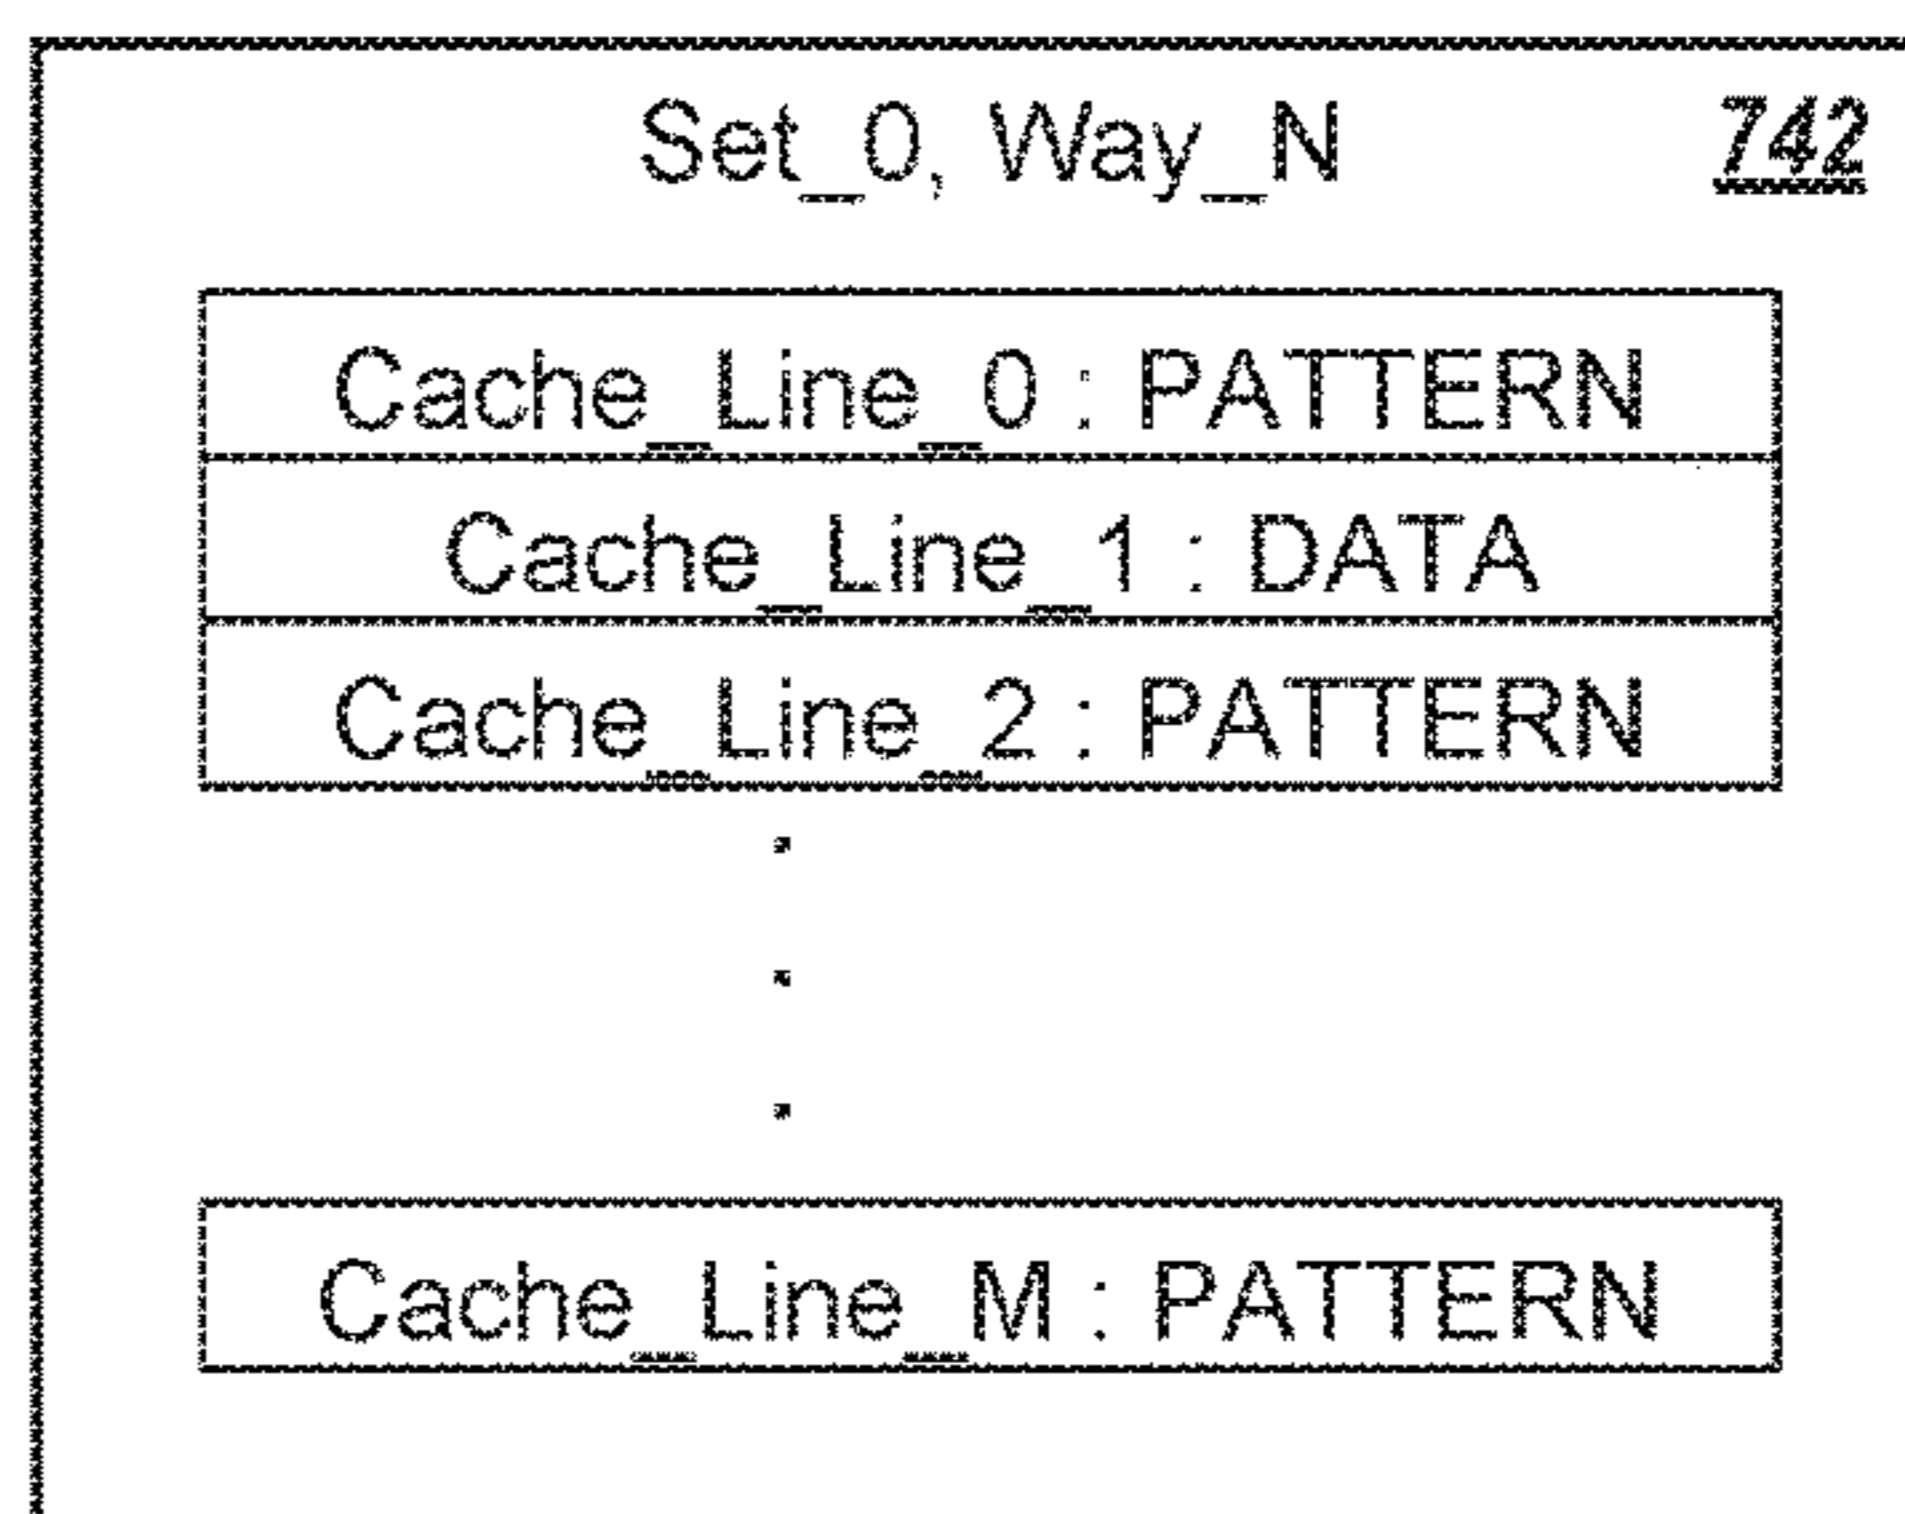 Set_0, Way_N 742
Cache_Line_0 : PATTERN
Cache_Line_1 : DATA
Cache_Line_2 : PATTERN
Cache_Line_M : PATTERN